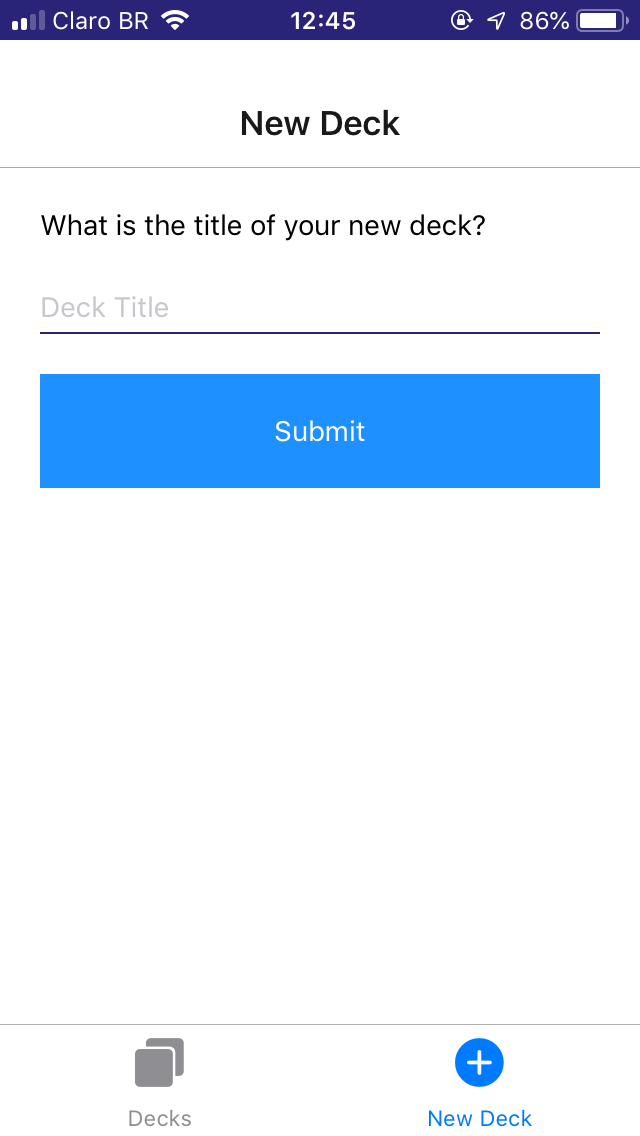 Claro BR 12:45 86%
New Deck
What is the title of your new deck?
Deck Title
Submit
Decks New Deck